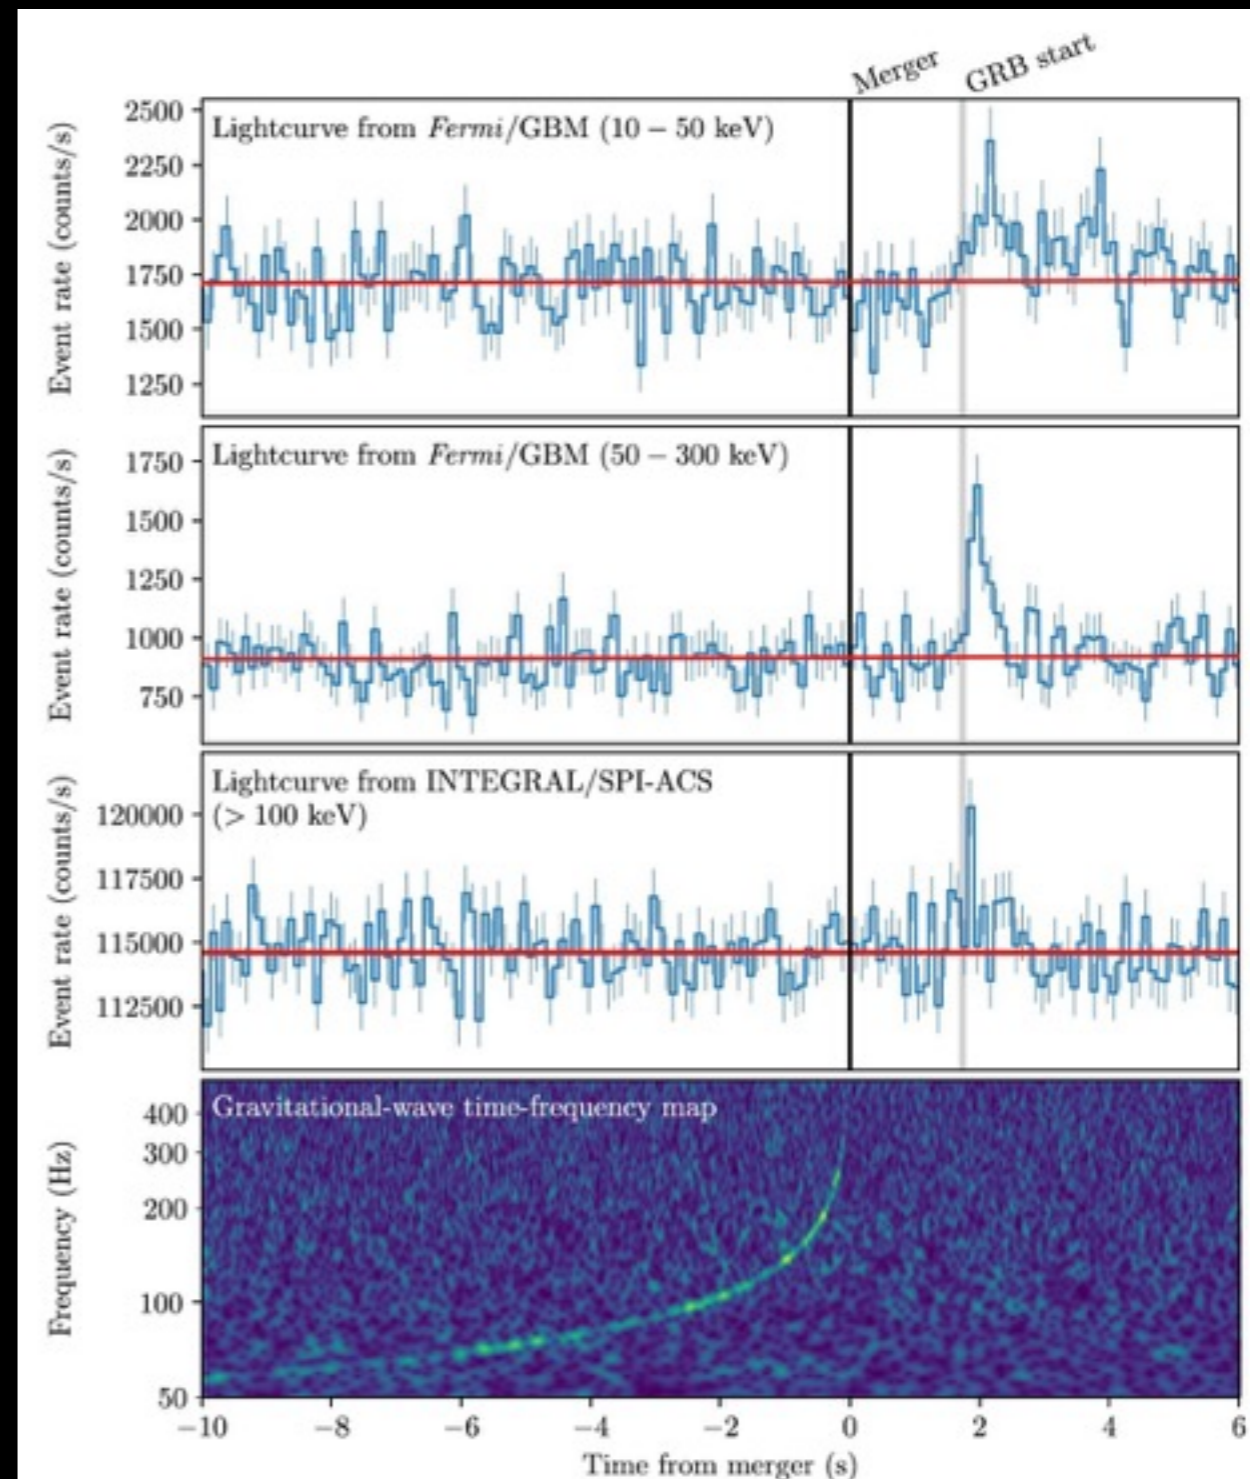 Merger GRB start
Lightcurve from Fermi/GBM (10 – 50 keV)
Event rate (counts/s)
2500
2250
2000
1750
1500
1250
Lightcurve from Fermi/GBM (50 – 300 keV)
Event rate (counts/s)
1750
1500
1250
1000
750
Lightcurve from INTEGRAL/SPI-ACS
(> 100 keV)
Event rate (counts/s)
120000
117500
115000
112500
Gravitational-wave time-frequency map
Frequency (Hz)
400
300
200
100
50
−10 −8 −6 −4 −2 0 2 4 6
Time from merger (s)